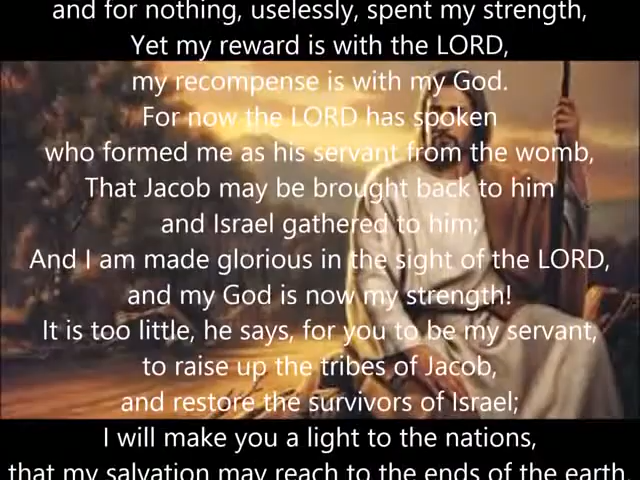 and for nothing, uselessly, spent my strength,
Yet my reward is with the LORD,
my recompense is with my God.
For now the LORD has spoken
who formed me as his servant from the womb,
That Jacob may be brought back to him
and Israel gathered to him;
And I am made glorious in the sight of the LORD,
and my God is now my strength!
It is too little, he says, for you to be my servant,
to raise up the tribes of Jacob,
and restore the survivors of Israel;
I will make you a light to the nations,
that my salvation may reach to the ends of the earth.